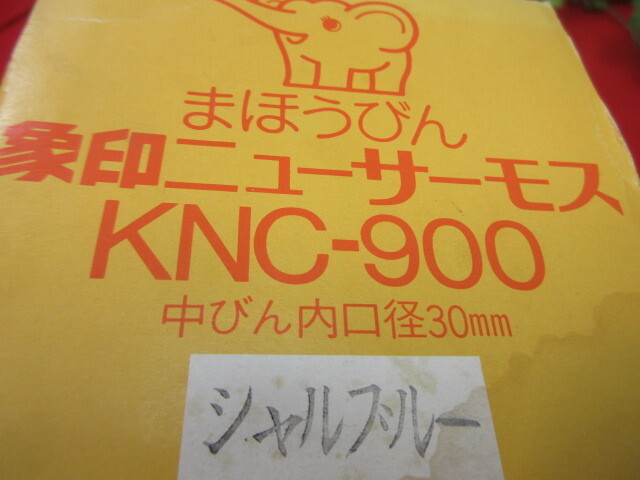 まほうびん
象印ニューサーモス
KNC-900
中びん内口径30mm
シャルブルー